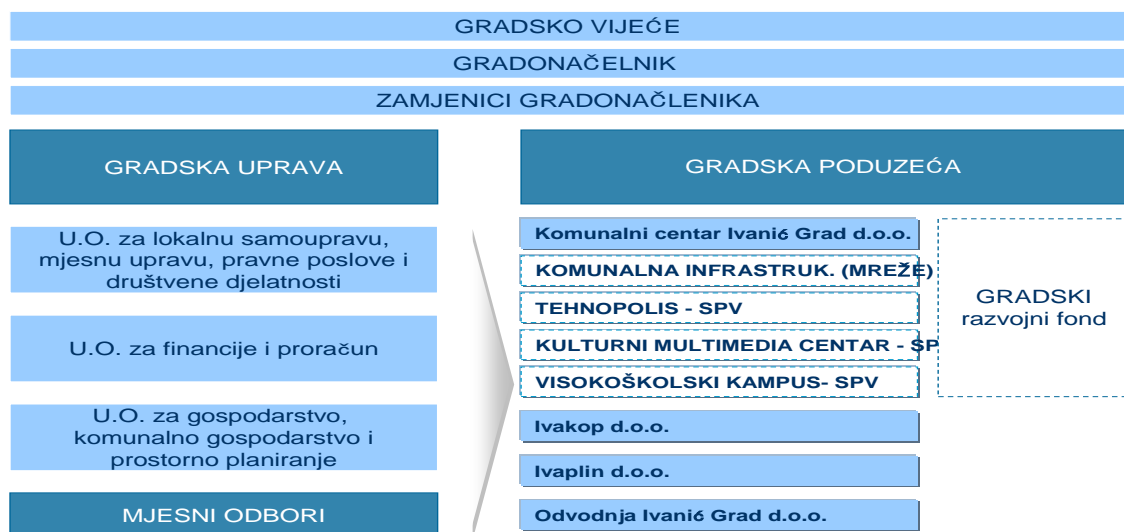 GRADSKO VIJEĆE
GRADONAČELNIK
ZAMJENICI GRADONAČLENIKA
GRADSKA UPRAVA
U.O. za lokalnu samoupravu,
mjesnu upravu, pravne poslove i
društvene djelatnosti
U.O. za financije i proračun
U.O. za gospodarstvo,
komunalno gospodarstvo i
prostorno planiranje
MJESNI ODBORI
GRADSKA PODUZEĆA
Komunalni centar Ivanić Grad d.o.o.
KOMUNALNA INFRASTRUK. (MREŽE)
TEHNOPOLIS - SPV
KULTURNI MULTIMEDIA CENTAR - SP
VISOKOŠKOLSKI KAMPUS- SPV
Ivakop d.o.o.
Ivaplin d.o.o.
Odvodnja Ivanić Grad d.o.o.
GRADSKI
razvojni fond